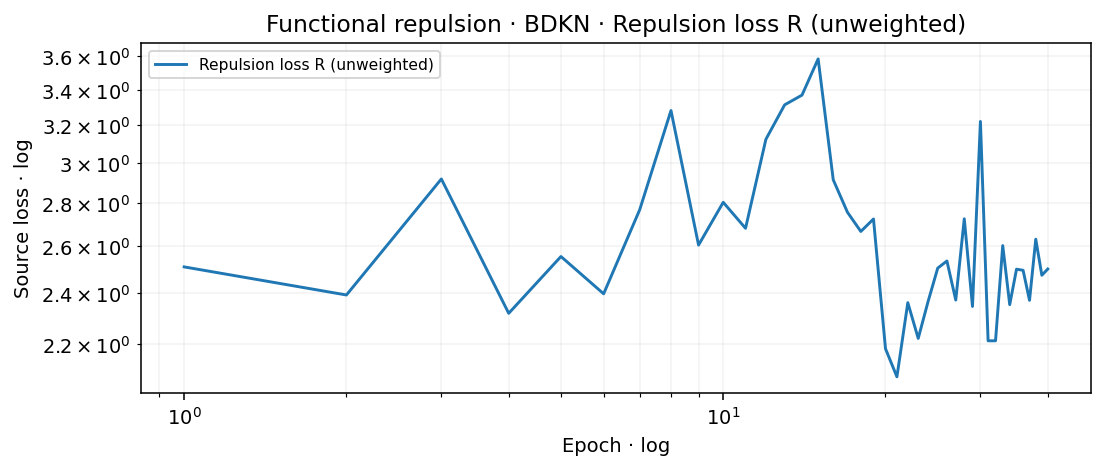 Functional repulsion · BDKN · Repulsion loss R (unweighted)
Repulsion loss R (unweighted)
Source loss · log
3.6 × 10⁰
3.4 × 10⁰
3.2 × 10⁰
3 × 10⁰
2.8 × 10⁰
2.6 × 10⁰
2.4 × 10⁰
2.2 × 10⁰
10⁰
10¹
Epoch · log